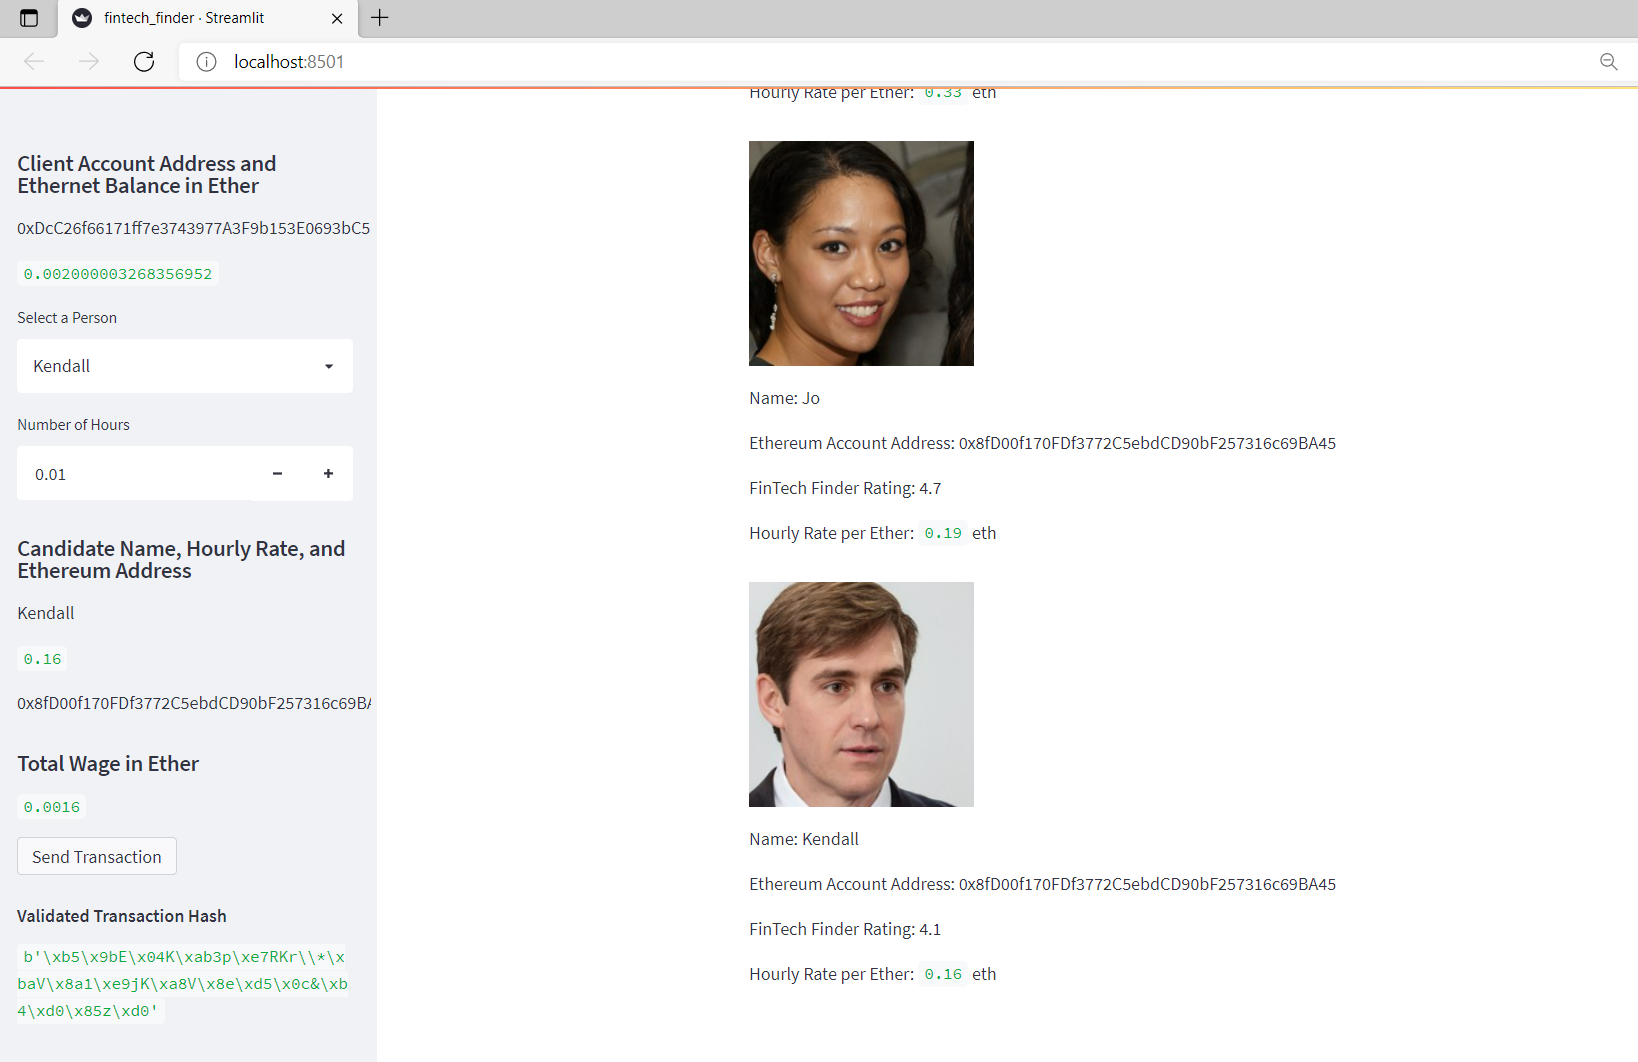 fintech_finder · Streamlit
localhost:8501
Client Account Address and
Ethernet Balance in Ether
0xDcC26f66171ff7e3743977A3F9b153E0693bC5
0.002000003268356952
Select a Person
Kendall
Number of Hours
0.01
Candidate Name, Hourly Rate, and
Ethereum Address
Kendall
0.16
0x8fD00f170FDf3772C5ebdCD90bF257316c69BA
Total Wage in Ether
0.0016
Send Transaction
Validated Transaction Hash
b'\xb5\x9bE\x04K\xab3p\xe7RKr\\*\x
baV\x8a1\xe9jK\xa8V\x8e\xd5\x0c&\xb
4\xd0\x85z\xd0'
Hourly Rate per Ether: 0.33 eth
Name: Jo
Ethereum Account Address: 0x8fD00f170FDf3772C5ebdCD90bF257316c69BA45
FinTech Finder Rating: 4.7
Hourly Rate per Ether: 0.19 eth
Name: Kendall
Ethereum Account Address: 0x8fD00f170FDf3772C5ebdCD90bF257316c69BA45
FinTech Finder Rating: 4.1
Hourly Rate per Ether: 0.16 eth